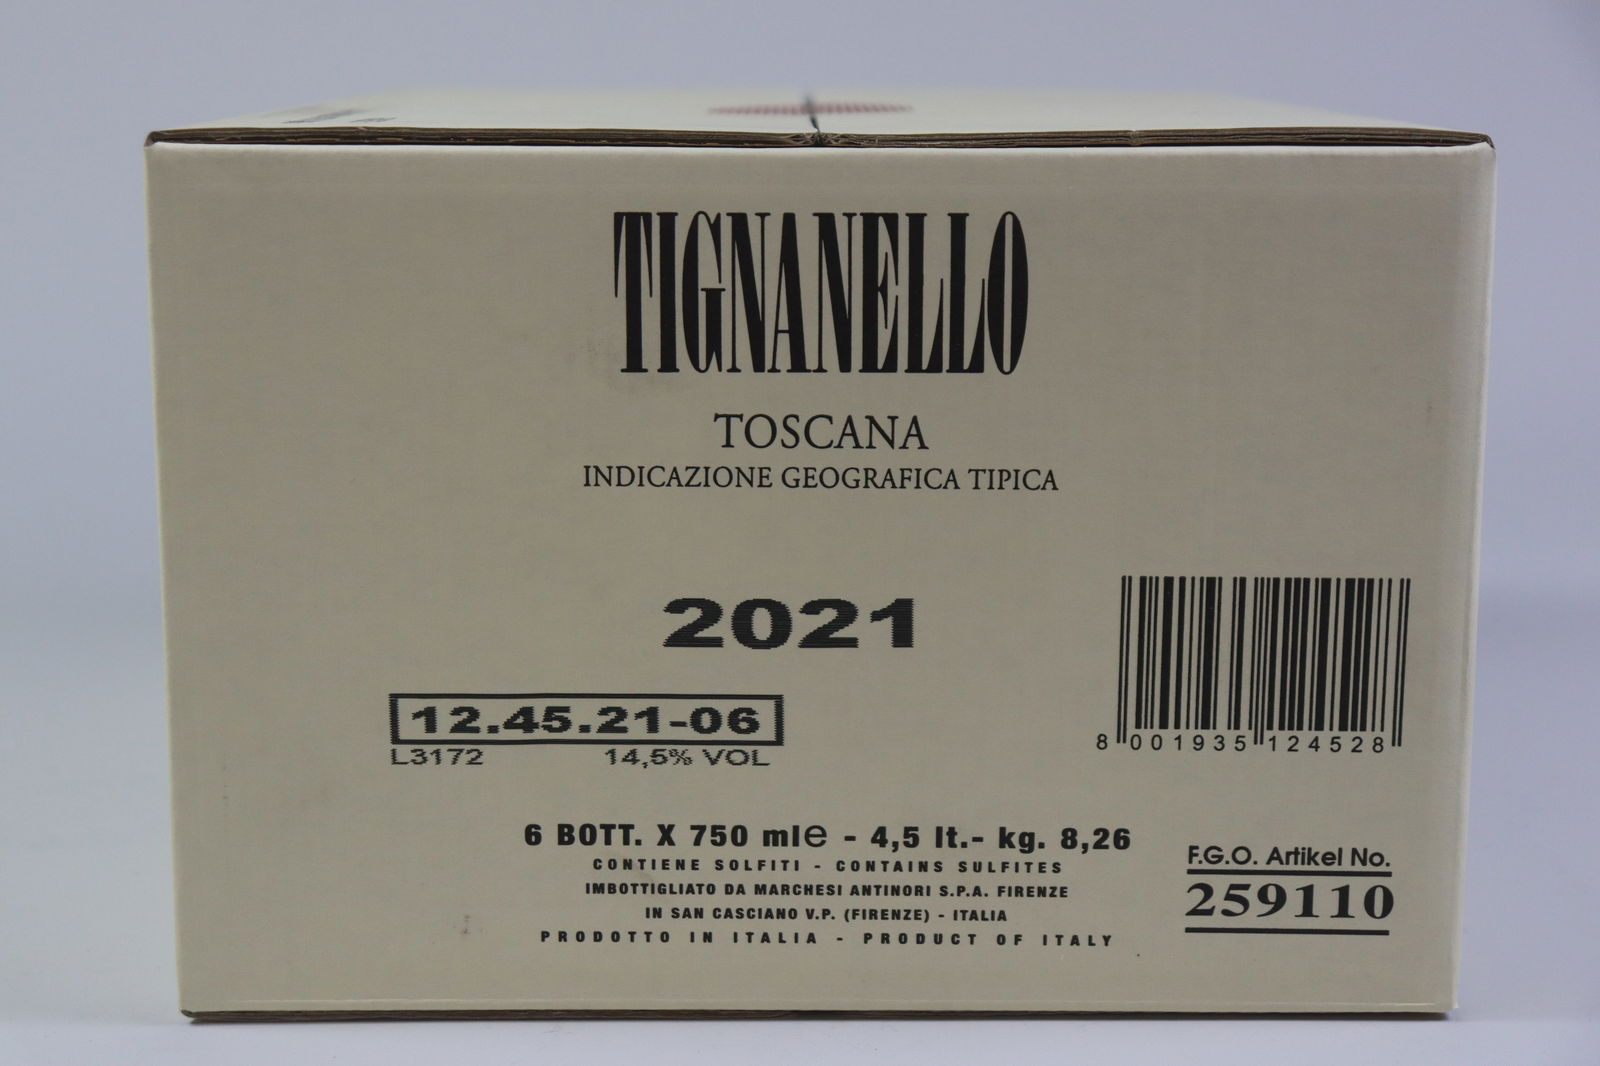 TIGNANELLO
TOSCANA
INDICAZIONE GEOGRAFICA TIPICA
2021
12.45.21-06
L3172 14,5% VOL
8 001935 124528
6 BOTT. X 750 ml e - 4,5 lt.- kg. 8,26
CONTIENE SOLFITI - CONTAINS SULFITES
IMBOTTIGLIATO DA MARCHESI ANTINORI S.P.A. FIRENZE
IN SAN CASCIANO V.P. (FIRENZE) - ITALIA
PRODOTTO IN ITALIA - PRODUCT OF ITALY
F.G.O. Artikel No.
259110